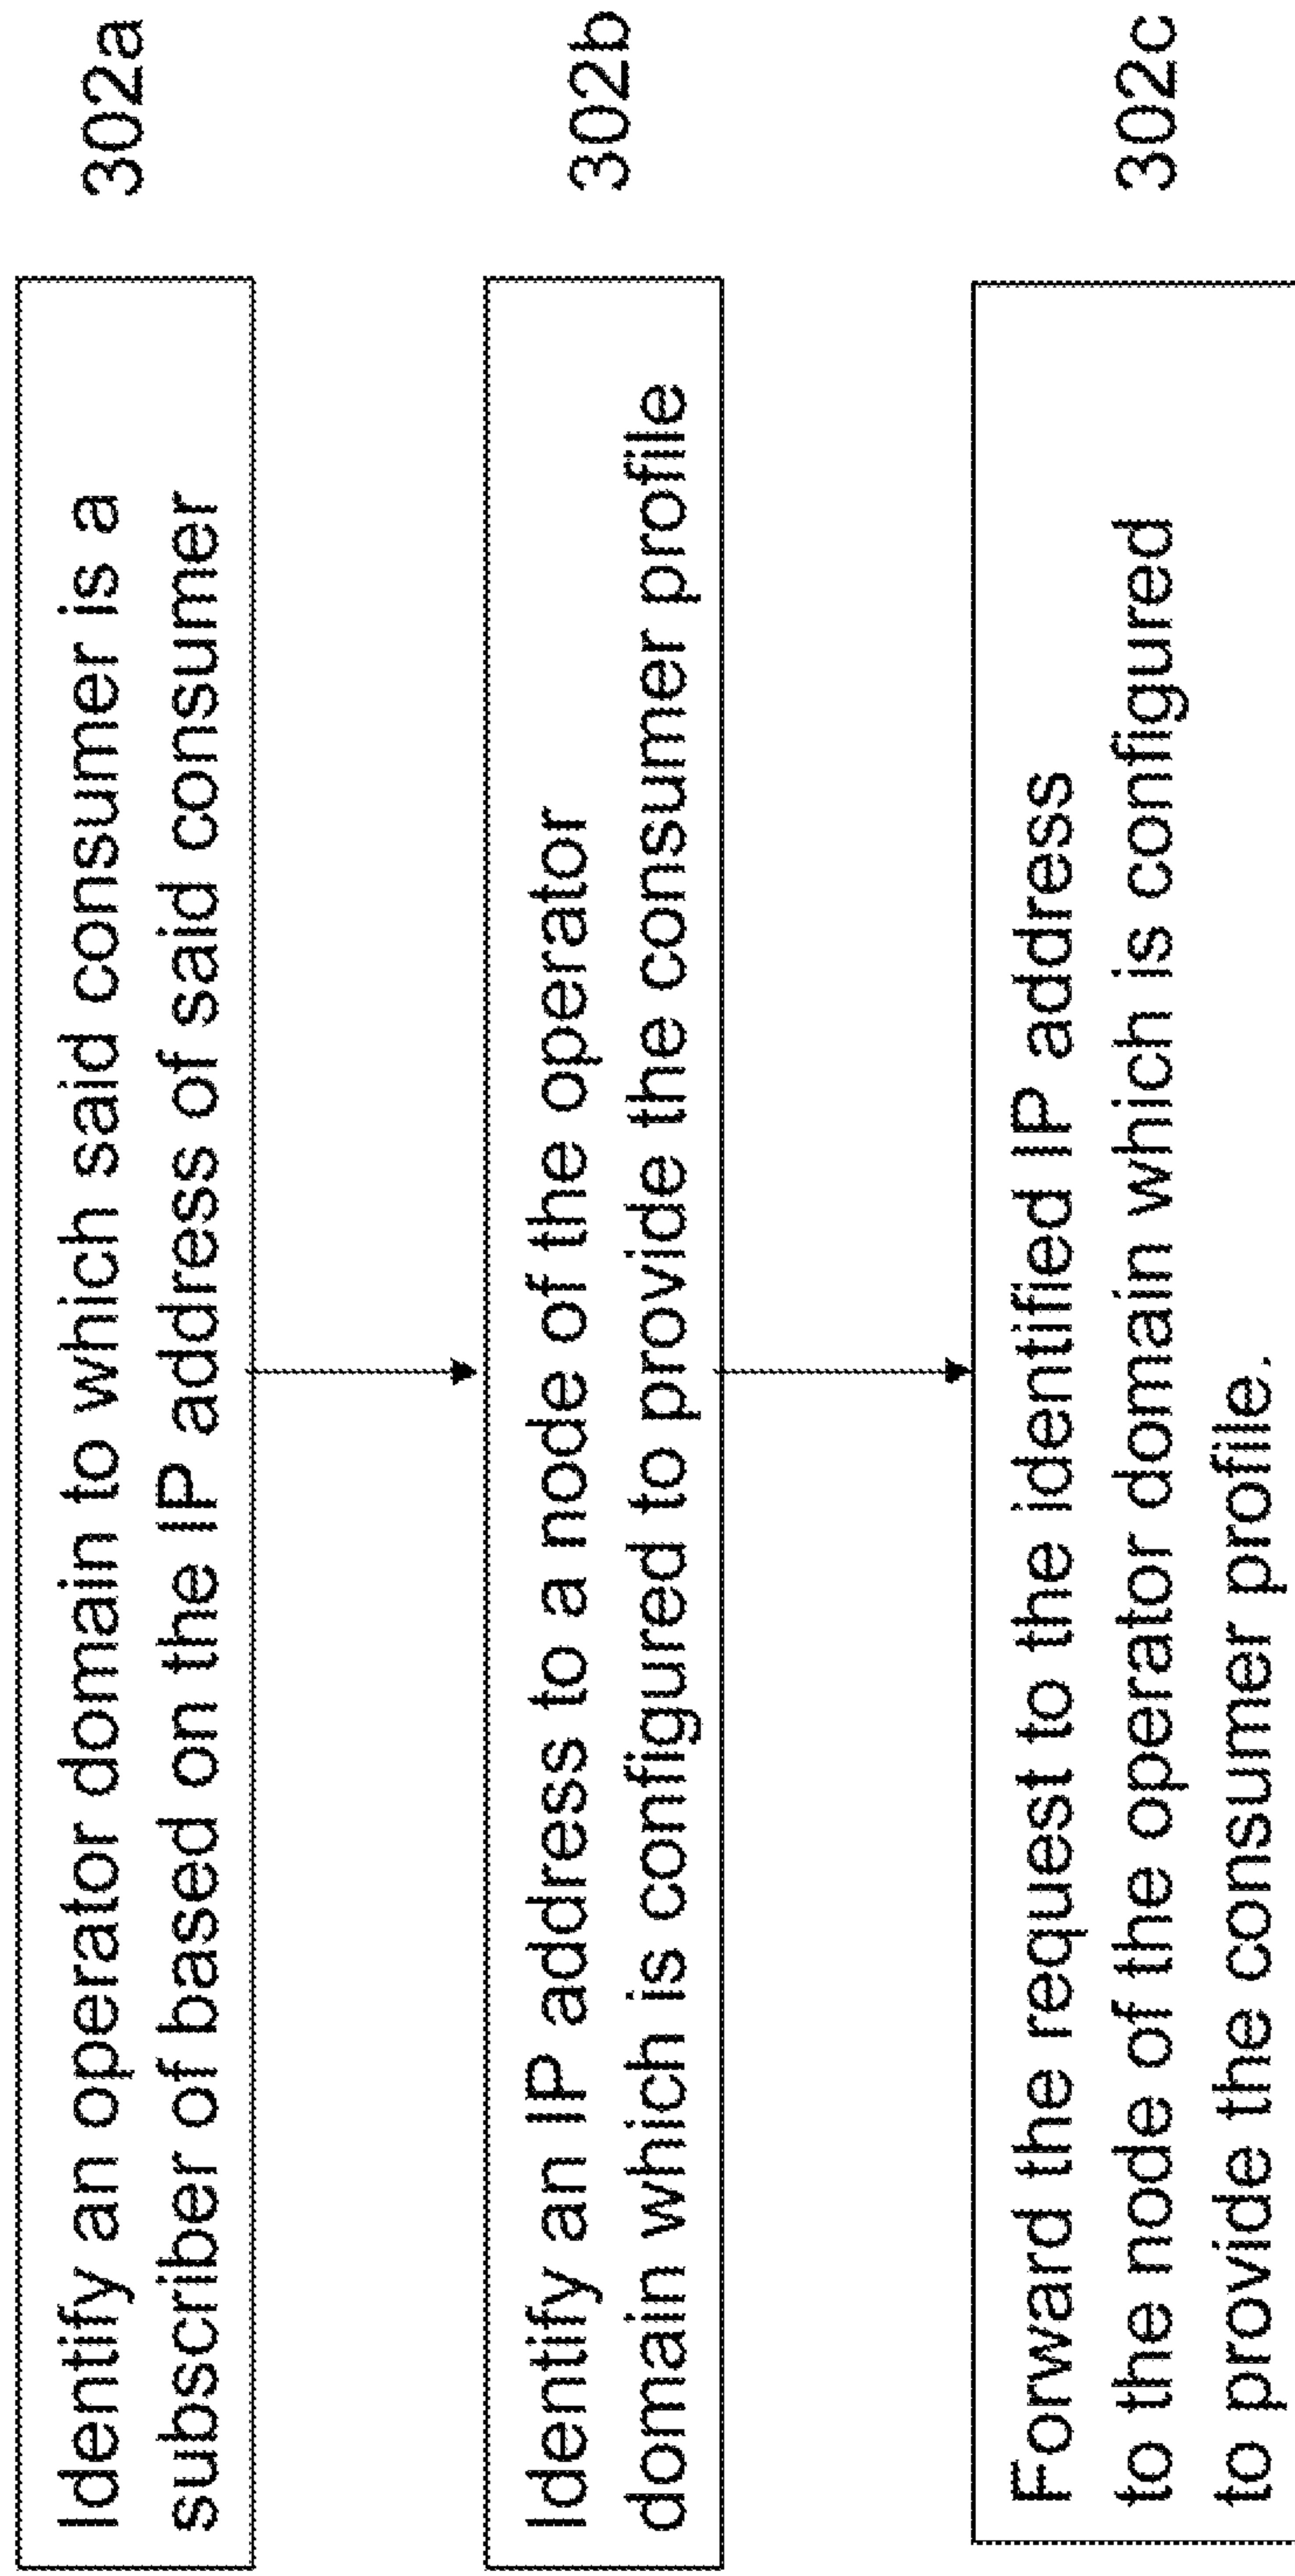 Identify an operator domain to which said consumer is a
subscriber of based on the IP address of said consumer
302a
Identify an IP address to a node of the operator
domain which is configured to provide the consumer profile
302b
Forward the request to the identified IP address
to the node of the operator domain which is configured
to provide the consumer profile.
302c